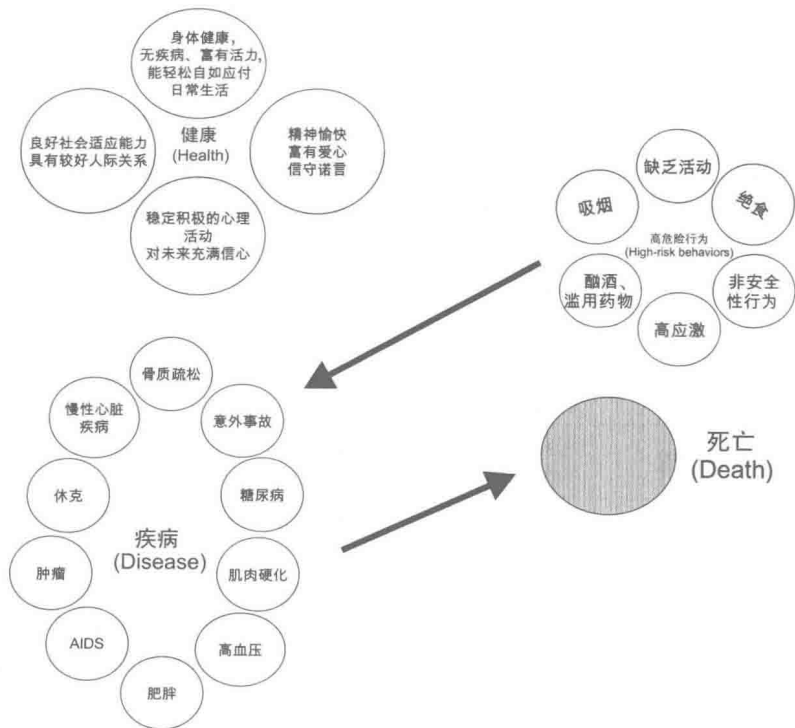 身体健康，
无疾病、富有活力，
能轻松自如应付
日常生活
良好社会适应能力
具有较好人际关系
健康
(Health)
精神愉快
富有爱心
信守诺言
稳定积极的心理
活动
对未来充满信心
缺乏活动
吸烟
绝食
高危险行为
(High-risk behaviors)
酗酒、
滥用药物
非安全
性行为
高应激
骨质疏松
慢性心脏
疾病
意外事故
休克
糖尿病
疾病
(Disease)
肿瘤
肌肉硬化
AIDS
高血压
肥胖
死亡
(Death)